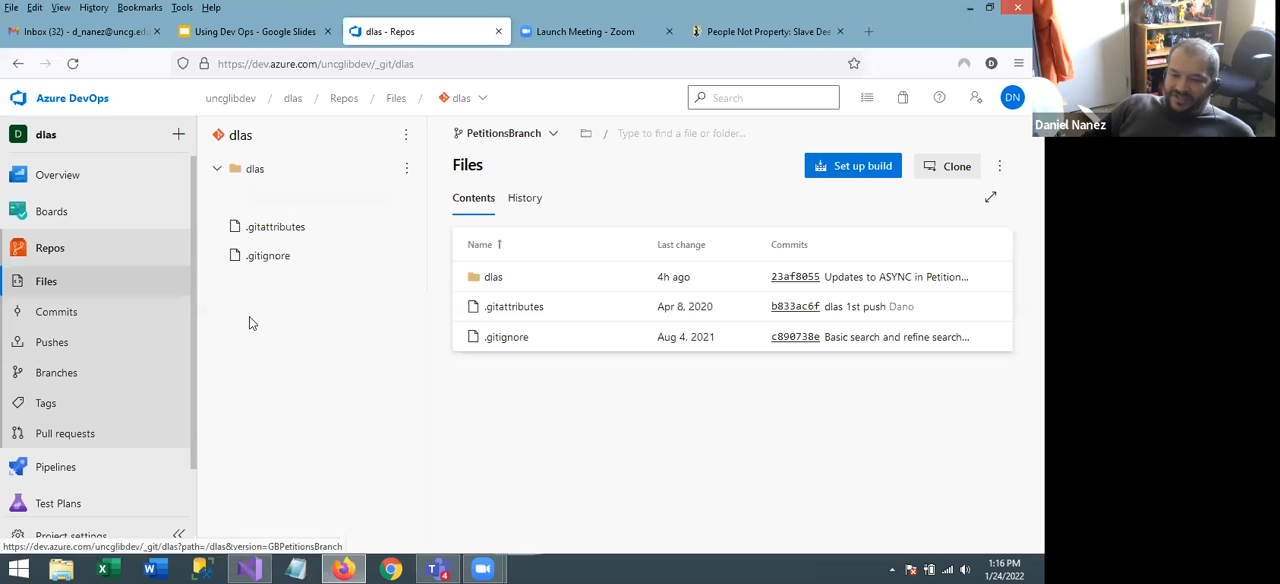 File Edit View History Bookmarks Tools Help
Inbox (32) - d_nanez@uncg.ed
Using Dev Ops - Google Slides
dlas - Repos
Launch Meeting - Zoom
People Not Property: Slave Dee
https://dev.azure.com/uncglibdev/_git/dlas
Azure DevOps
uncglibdev / dlas / Repos / Files / dlas
Search
DN
Daniel Nanez
D dlas
Overview
Boards
Repos
Files
Commits
Pushes
Branches
Tags
Pull requests
Pipelines
Test Plans
Project settings
dlas
dlas
.gitattributes
.gitignore
PetitionsBranch
/ Type to find a file or folder...
Files
Set up build
Clone
Contents History
Name Last change Commits
dlas 4h ago 23af8055 Updates to ASYNC in Petition...
.gitattributes Apr 8, 2020 b833ac6f dlas 1st push Dano
.gitignore Aug 4, 2021 c890738e Basic search and refine search...
https://dev.azure.com/uncglibdev/_git/dlas?path=/dlas&version=GBPetitionsBranch
4
1:16 PM
1/24/2022